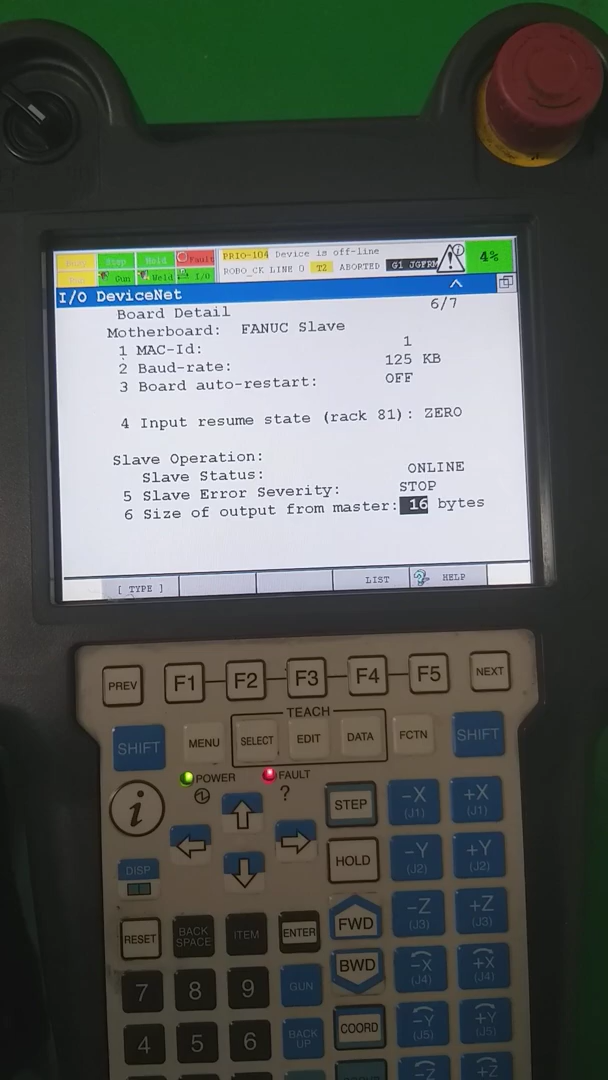 Step Hold Fault
Gun Weld I/O
PRIO-104 Device is off-line
ROBO_CK LINE 0 T2 ABORTED G1 JGFRM
4%
I/O DeviceNet
Board Detail 6/7
Motherboard: FANUC Slave
1 MAC-Id: 1
2 Baud-rate: 125 KB
3 Board auto-restart: OFF
4 Input resume state (rack 81): ZERO
Slave Operation:
Slave Status: ONLINE
5 Slave Error Severity: STOP
6 Size of output from master: 16 bytes
[ TYPE ] LIST HELP
PREV F1 F2 F3 F4 F5 NEXT
TEACH
SHIFT MENU SELECT EDIT DATA FCTN SHIFT
POWER FAULT
i ? STEP -X (J1) +X (J1)
DISP HOLD -Y (J2) +Y (J2)
RESET BACK SPACE ITEM ENTER FWD -Z (J3) +Z (J3)
7 8 9 GUN BWD -X (J4) +X (J4)
4 5 6 BACK UP COORD -Y (J5) +Y (J5)
-Z +Z